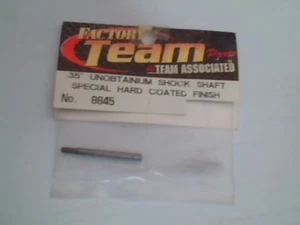 FACTORY
Team
TEAM ASSOCIATED
.35" UNOBTAINIUM SHOCK SHAFT
SPECIAL HARD COATED FINISH
No. 8845